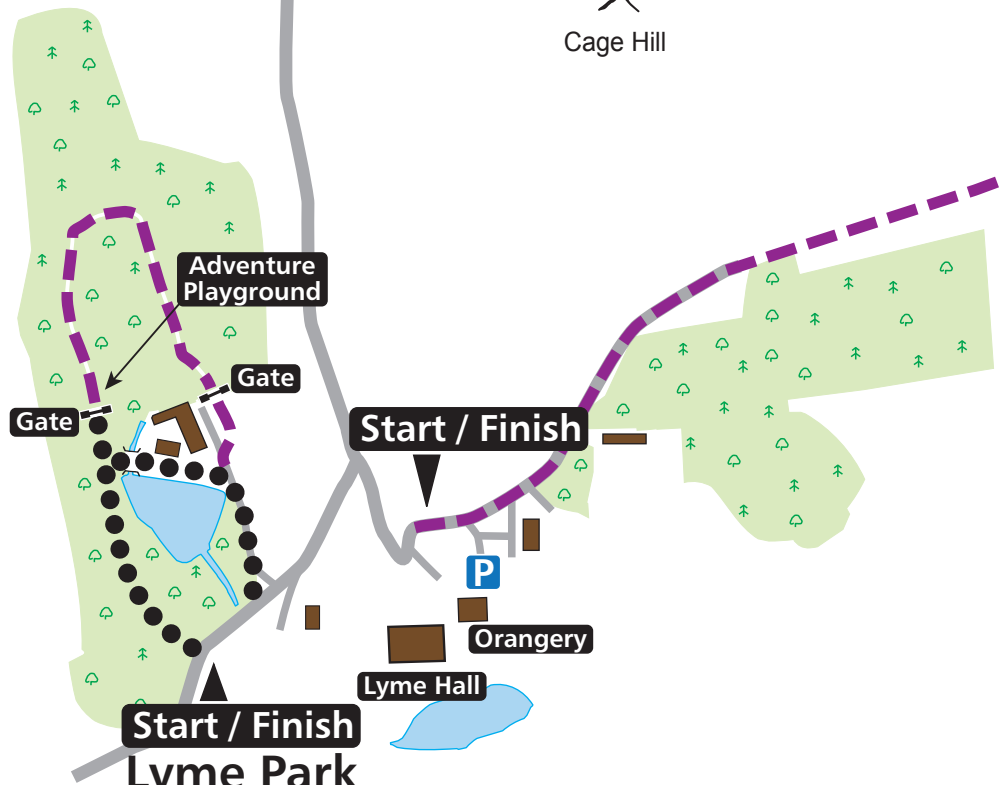 Cage Hill
Adventure
Playground
Gate
Gate
Start / Finish
P
Orangery
Lyme Hall
Start / Finish
Lyme Park